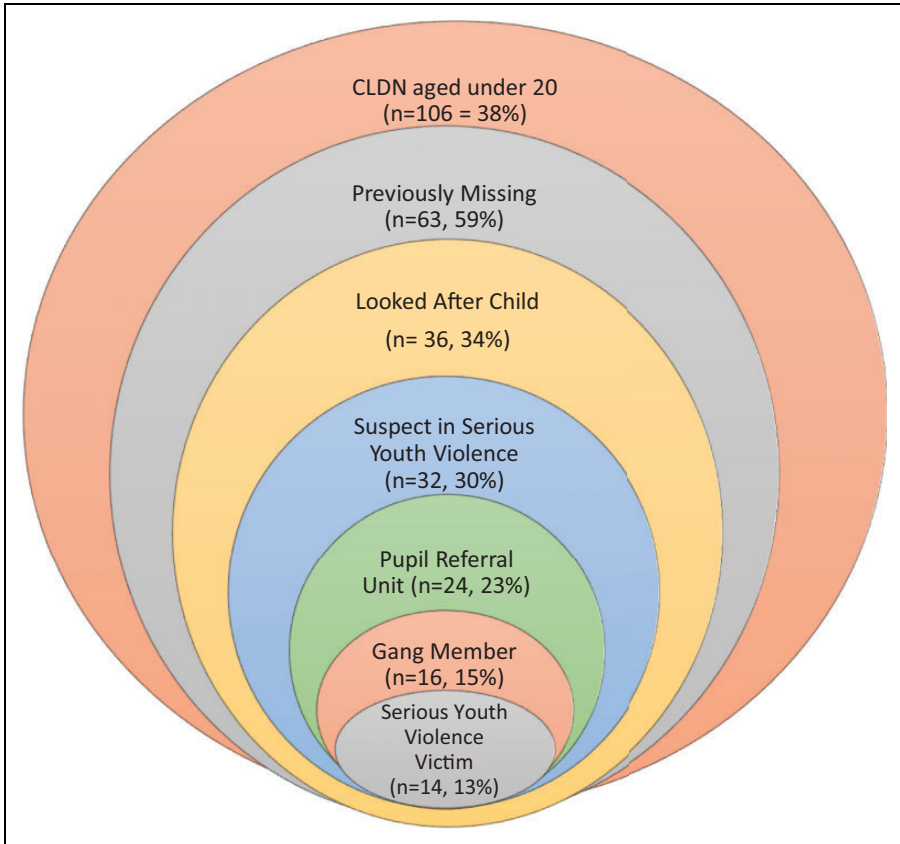 CLDN aged under 20
(n=106 = 38%)
Previously Missing
(n=63, 59%)
Looked After Child
(n= 36, 34%)
Suspect in Serious
Youth Violence
(n=32, 30%)
Pupil Referral
Unit (n=24, 23%)
Gang Member
(n=16, 15%)
Serious Youth
Violence
Victim
(n=14, 13%)